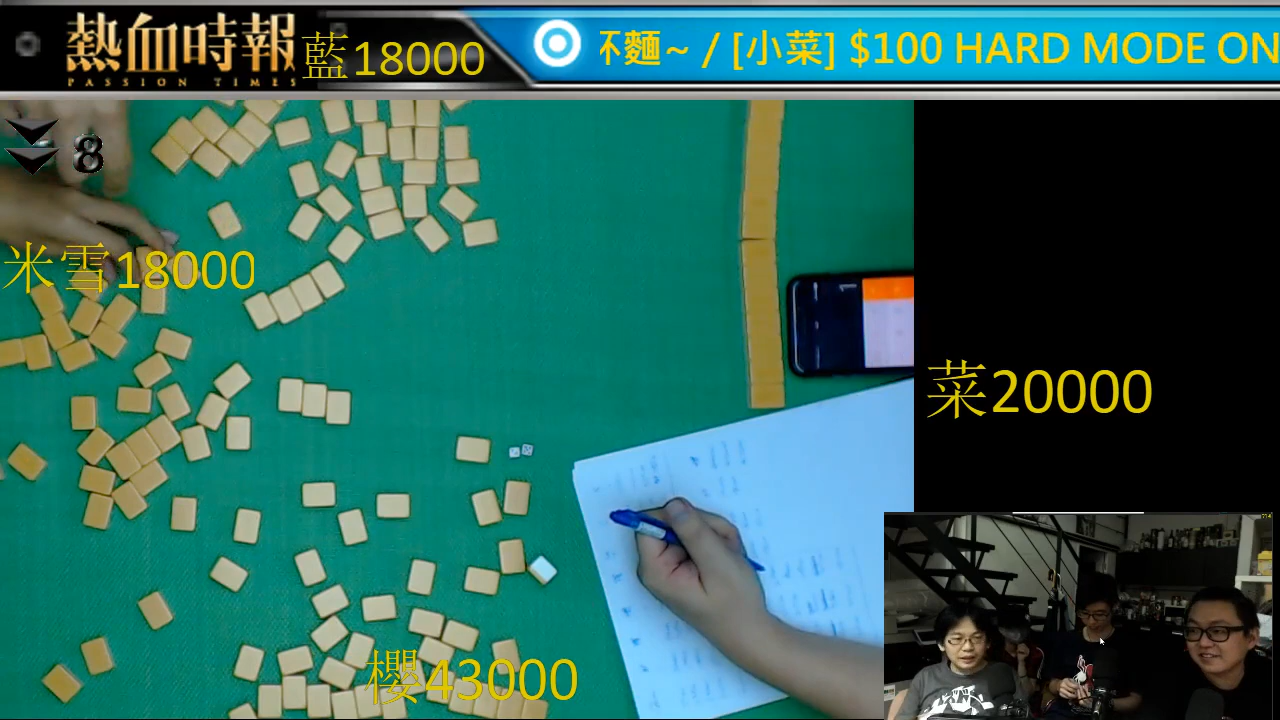 熱血時報
PASSION TIMES
藍18000
不麵~ / [小菜] $100 HARD MODE ON
8
米雪18000
菜20000
櫻43000